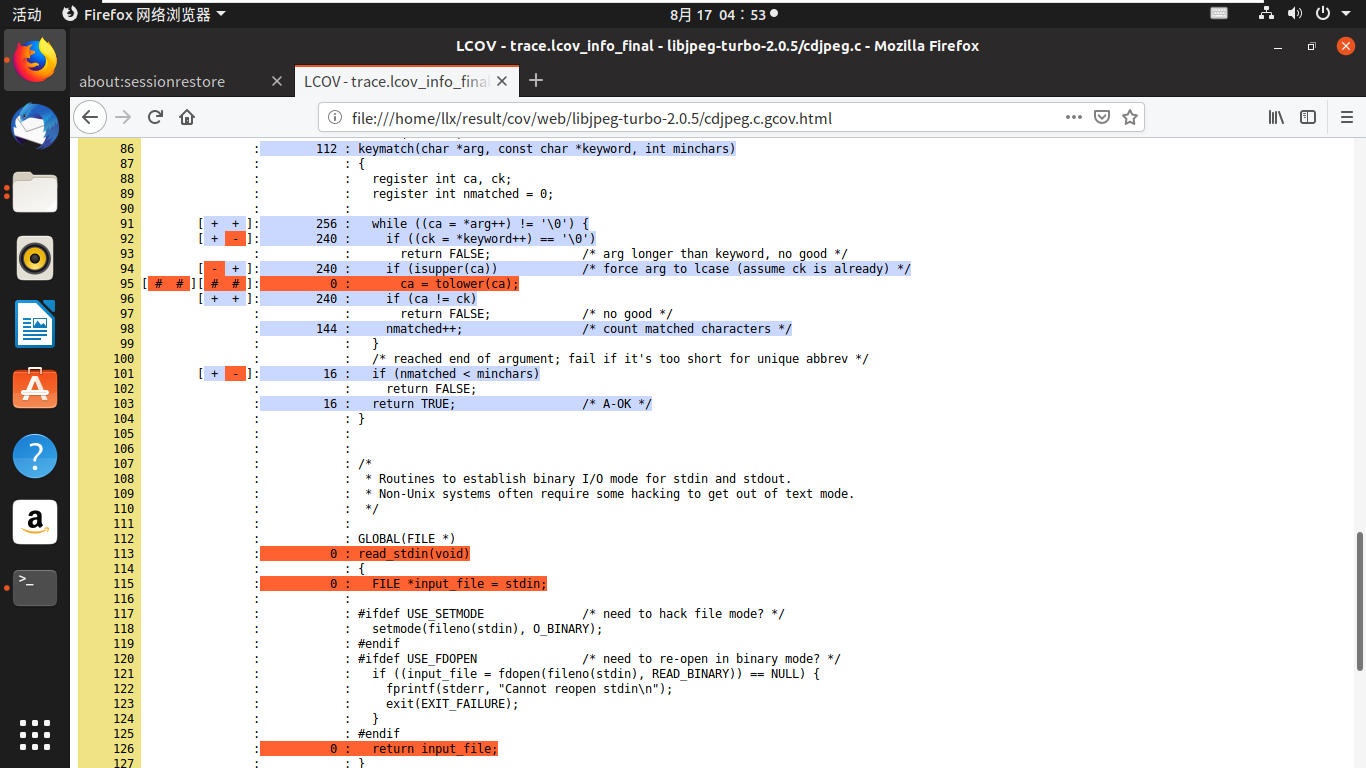 活动 Firefox 网络浏览器 8月 17 04:53
LCOV - trace.lcov_info_final - libjpeg-turbo-2.0.5/cdjpeg.c - Mozilla Firefox
about:sessionrestore LCOV - trace.lcov_info_fina
file:///home/llx/result/cov/web/libjpeg-turbo-2.0.5/cdjpeg.c.gcov.html
86 : 112 : keymatch(char *arg, const char *keyword, int minchars)
87 : : {
88 : : register int ca, ck;
89 : : register int nmatched = 0;
90 : :
91 [ + + ]: 256 : while ((ca = *arg++) != '\0') {
92 [ + - ]: 240 : if ((ck = *keyword++) == '\0')
93 : : return FALSE; /* arg longer than keyword, no good */
94 [ - + ]: 240 : if (isupper(ca)) /* force arg to lcase (assume ck is already) */
95 [ # # ][ # # ]: 0 : ca = tolower(ca);
96 [ + + ]: 240 : if (ca != ck)
97 : : return FALSE; /* no good */
98 : 144 : nmatched++; /* count matched characters */
99 : : }
100 : : /* reached end of argument; fail if it's too short for unique abbrev */
101 [ + - ]: 16 : if (nmatched < minchars)
102 : : return FALSE;
103 : 16 : return TRUE; /* A-OK */
104 : : }
105 : :
106 : :
107 : : /*
108 : : * Routines to establish binary I/O mode for stdin and stdout.
109 : : * Non-Unix systems often require some hacking to get out of text mode.
110 : : */
111 : :
112 : : GLOBAL(FILE *)
113 : 0 : read_stdin(void)
114 : : {
115 : 0 : FILE *input_file = stdin;
116 : :
117 : : #ifdef USE_SETMODE /* need to hack file mode? */
118 : : setmode(fileno(stdin), O_BINARY);
119 : : #endif
120 : : #ifdef USE_FDOPEN /* need to re-open in binary mode? */
121 : : if ((input_file = fdopen(fileno(stdin), READ_BINARY)) == NULL) {
122 : : fprintf(stderr, "Cannot reopen stdin\n");
123 : : exit(EXIT_FAILURE);
124 : : }
125 : : #endif
126 : 0 : return input_file;
127 : : }